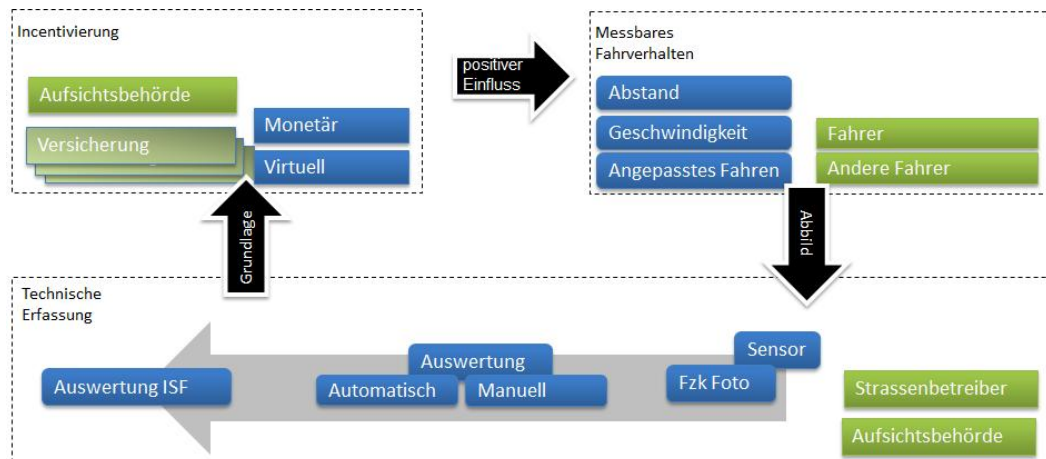 Incentivierung
Aufsichtsbehörde
Versicherung
Monetär
Virtuell
positiver
Einfluss
Messbares
Fahrverhalten
Abstand
Geschwindigkeit
Angepasstes Fahren
Fahrer
Andere Fahrer
Grundlage
Abbild
Technische
Erfassung
Auswertung ISF
Auswertung
Automatisch
Manuell
Sensor
Fzk Foto
Strassenbetreiber
Aufsichtsbehörde